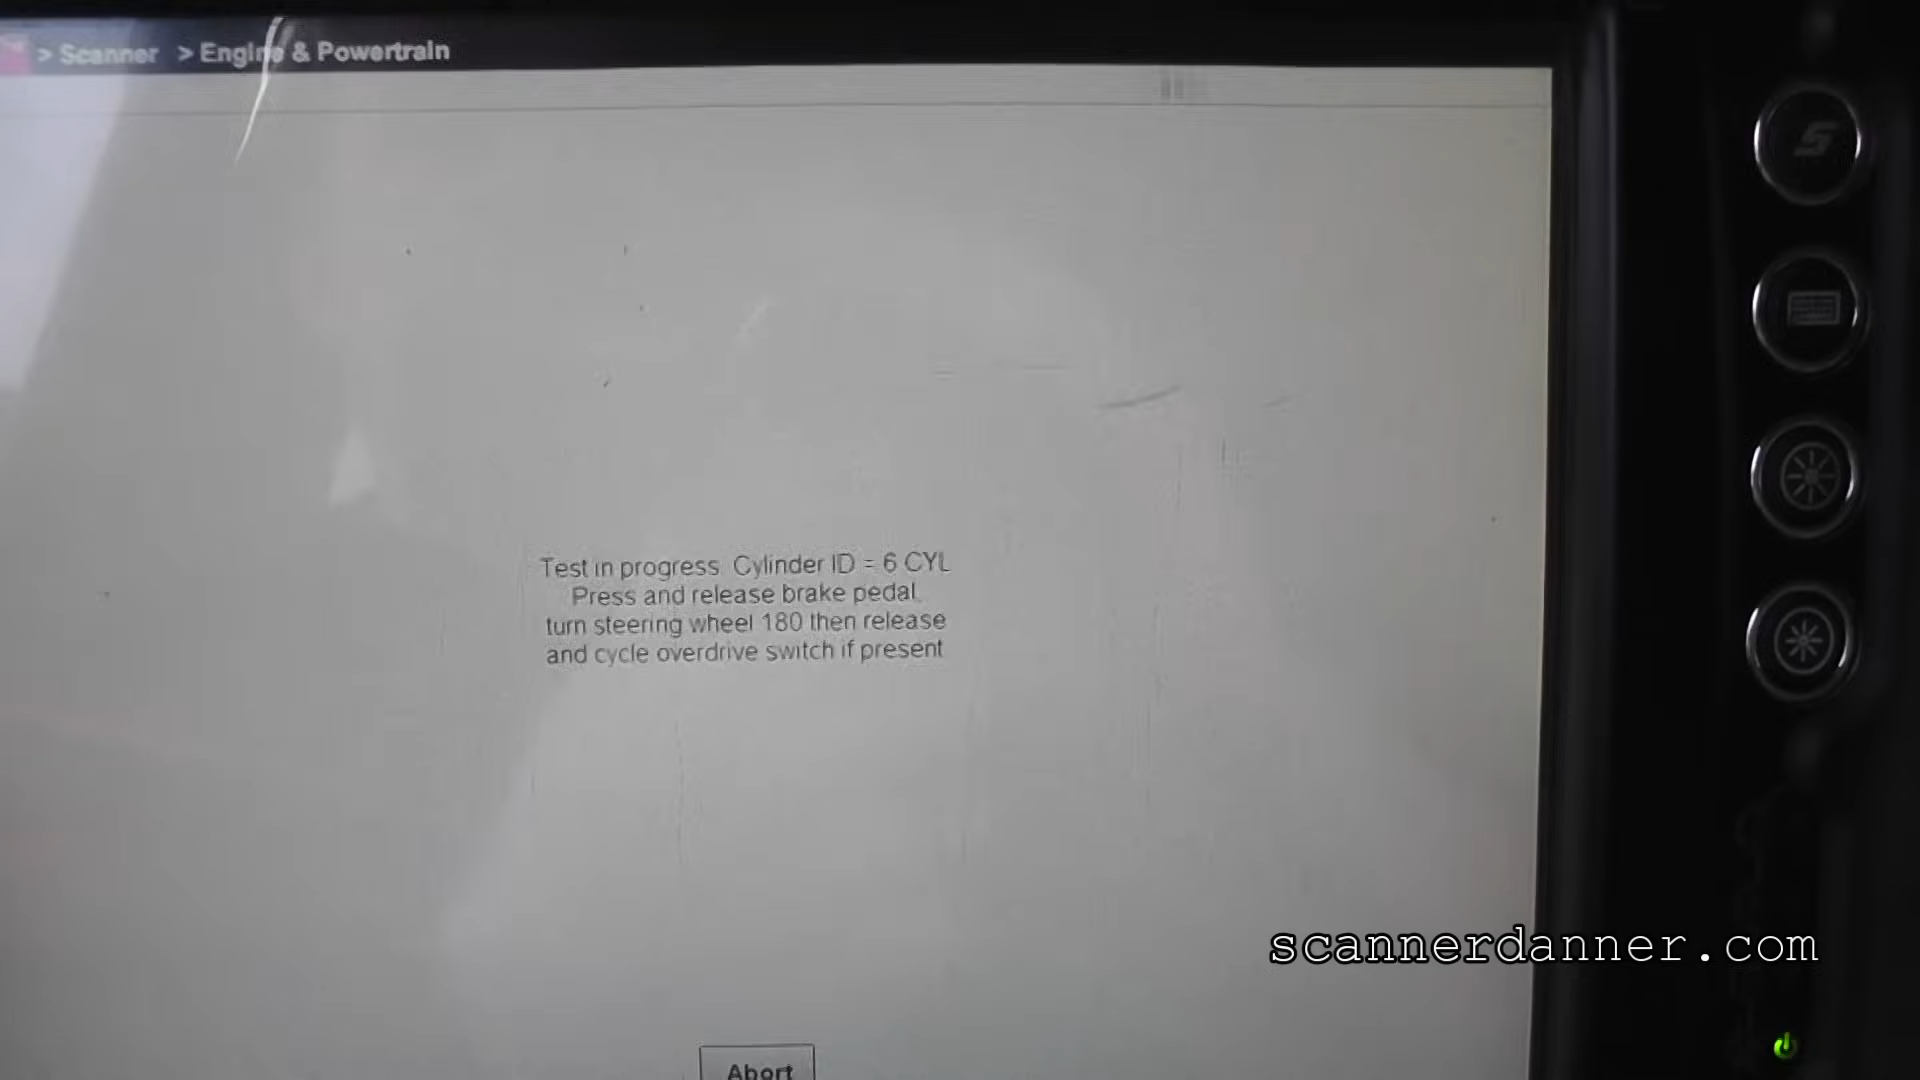 > Scanner > Engine & Powertrain
Test in progress. Cylinder ID = 6 CYL
Press and release brake pedal.
turn steering wheel 180 then release
and cycle overdrive switch if present
Abort
scannerdanner.com